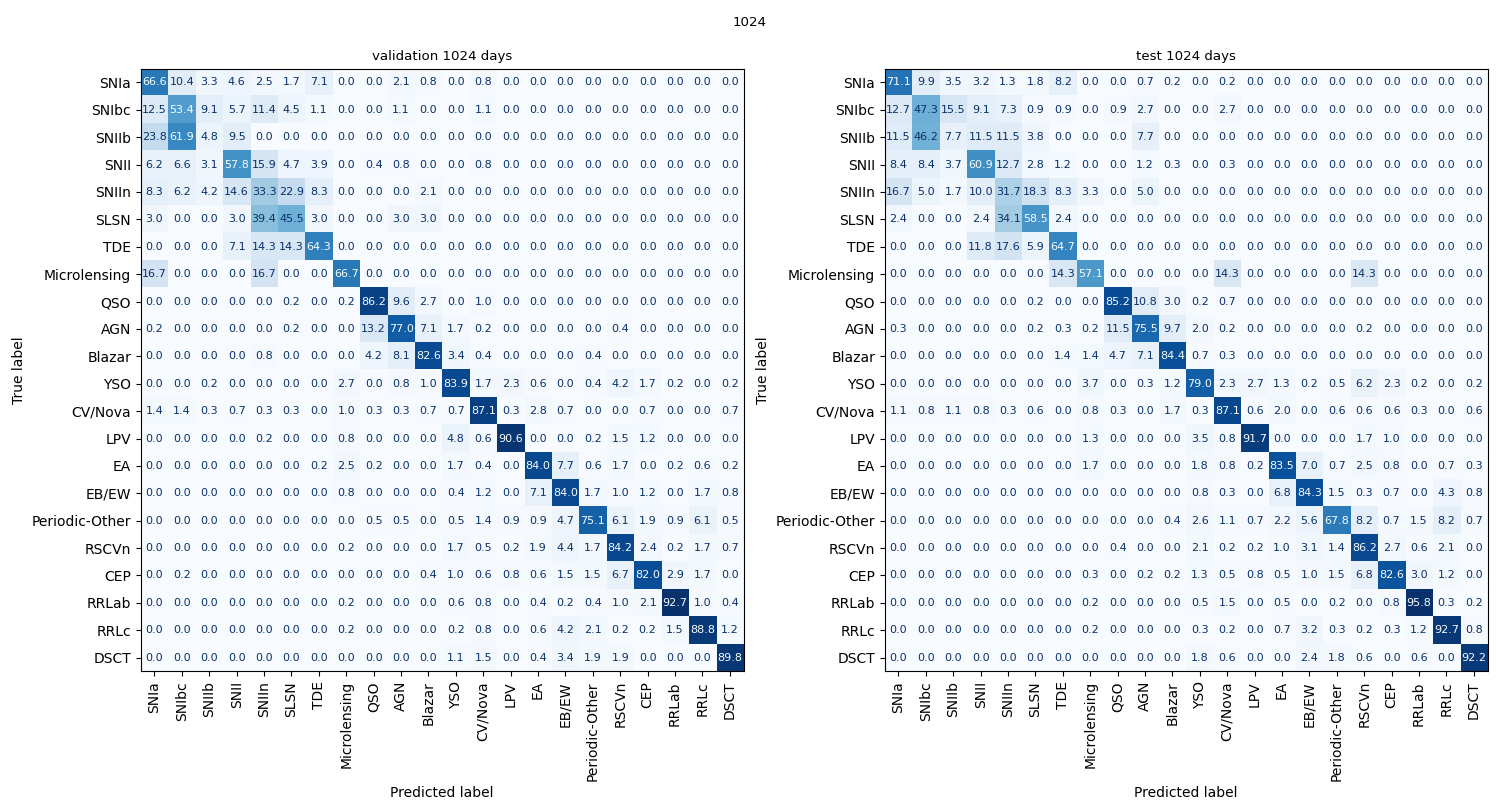 1024
validation 1024 days
True label
SNIa 66.6 10.4 3.3 4.6 2.5 1.7 7.1 0.0 0.0 2.1 0.8 0.0 0.8 0.0 0.0 0.0 0.0 0.0 0.0 0.0 0.0 0.0
SNIbc 12.5 53.4 9.1 5.7 11.4 4.5 1.1 0.0 0.0 1.1 0.0 0.0 1.1 0.0 0.0 0.0 0.0 0.0 0.0 0.0 0.0 0.0
SNIIb 23.8 61.9 4.8 9.5 0.0 0.0 0.0 0.0 0.0 0.0 0.0 0.0 0.0 0.0 0.0 0.0 0.0 0.0 0.0 0.0 0.0 0.0
SNII 6.2 6.6 3.1 57.8 15.9 4.7 3.9 0.0 0.4 0.8 0.0 0.0 0.8 0.0 0.0 0.0 0.0 0.0 0.0 0.0 0.0 0.0
SNIIn 8.3 6.2 4.2 14.6 33.3 22.9 8.3 0.0 0.0 0.0 2.1 0.0 0.0 0.0 0.0 0.0 0.0 0.0 0.0 0.0 0.0 0.0
SLSN 3.0 0.0 0.0 3.0 39.4 45.5 3.0 0.0 0.0 3.0 3.0 0.0 0.0 0.0 0.0 0.0 0.0 0.0 0.0 0.0 0.0 0.0
TDE 0.0 0.0 0.0 7.1 14.3 14.3 64.3 0.0 0.0 0.0 0.0 0.0 0.0 0.0 0.0 0.0 0.0 0.0 0.0 0.0 0.0 0.0
Microlensing 16.7 0.0 0.0 0.0 16.7 0.0 0.0 66.7 0.0 0.0 0.0 0.0 0.0 0.0 0.0 0.0 0.0 0.0 0.0 0.0 0.0 0.0
QSO 0.0 0.0 0.0 0.0 0.0 0.2 0.0 0.2 86.2 9.6 2.7 0.0 1.0 0.0 0.0 0.0 0.0 0.0 0.0 0.0 0.0 0.0
AGN 0.2 0.0 0.0 0.0 0.0 0.2 0.0 0.0 13.2 77.0 7.1 1.7 0.2 0.0 0.0 0.0 0.0 0.4 0.0 0.0 0.0 0.0
Blazar 0.0 0.0 0.0 0.0 0.8 0.0 0.0 0.0 4.2 8.1 82.6 3.4 0.4 0.0 0.0 0.0 0.4 0.0 0.0 0.0 0.0 0.0
YSO 0.0 0.0 0.2 0.0 0.0 0.0 0.0 2.7 0.0 0.8 1.0 83.9 1.7 2.3 0.6 0.0 0.4 4.2 1.7 0.2 0.0 0.2
CV/Nova 1.4 1.4 0.3 0.7 0.3 0.3 0.0 1.0 0.3 0.3 0.7 0.7 87.1 0.3 2.8 0.7 0.0 0.0 0.7 0.0 0.0 0.7
LPV 0.0 0.0 0.0 0.0 0.2 0.0 0.0 0.8 0.0 0.0 0.0 4.8 0.6 90.6 0.0 0.0 0.2 1.5 1.2 0.0 0.0 0.0
EA 0.0 0.0 0.0 0.0 0.0 0.0 0.2 2.5 0.2 0.0 0.0 1.7 0.4 0.0 84.0 7.7 0.6 1.7 0.0 0.2 0.6 0.2
EB/EW 0.0 0.0 0.0 0.0 0.0 0.0 0.0 0.8 0.0 0.0 0.0 0.4 1.2 0.0 7.1 84.0 1.7 1.0 1.2 0.0 1.7 0.8
Periodic-Other 0.0 0.0 0.0 0.0 0.0 0.0 0.0 0.0 0.5 0.5 0.0 0.5 1.4 0.9 0.9 4.7 75.1 6.1 1.9 0.9 6.1 0.5
RSCVn 0.0 0.0 0.0 0.0 0.0 0.0 0.0 0.2 0.0 0.0 0.0 1.7 0.5 0.2 1.9 4.4 1.7 84.2 2.4 0.2 1.7 0.7
CEP 0.0 0.2 0.0 0.0 0.0 0.0 0.0 0.0 0.0 0.0 0.4 1.0 0.6 0.8 0.6 1.5 1.5 6.7 82.0 2.9 1.7 0.0
RRLab 0.0 0.0 0.0 0.0 0.0 0.0 0.0 0.2 0.0 0.0 0.0 0.6 0.8 0.0 0.4 0.2 0.4 1.0 2.1 92.7 1.0 0.4
RRLc 0.0 0.0 0.0 0.0 0.0 0.0 0.0 0.2 0.0 0.0 0.0 0.2 0.8 0.0 0.6 4.2 2.1 0.2 0.2 1.5 88.8 1.2
DSCT 0.0 0.0 0.0 0.0 0.0 0.0 0.0 0.0 0.0 0.0 0.0 1.1 1.5 0.0 0.4 3.4 1.9 1.9 0.0 0.0 0.0 89.8
SNIa SNIbc SNIIb SNII SNIIn SLSN TDE Microlensing QSO AGN Blazar YSO CV/Nova LPV EA EB/EW Periodic-Other RSCVn CEP RRLab RRLc DSCT
Predicted label
test 1024 days
True label
SNIa 71.1 9.9 3.5 3.2 1.3 1.8 8.2 0.0 0.0 0.7 0.2 0.0 0.2 0.0 0.0 0.0 0.0 0.0 0.0 0.0 0.0 0.0
SNIbc 12.7 47.3 15.5 9.1 7.3 0.9 0.9 0.0 0.9 2.7 0.0 0.0 2.7 0.0 0.0 0.0 0.0 0.0 0.0 0.0 0.0 0.0
SNIIb 11.5 46.2 7.7 11.5 11.5 3.8 0.0 0.0 0.0 7.7 0.0 0.0 0.0 0.0 0.0 0.0 0.0 0.0 0.0 0.0 0.0 0.0
SNII 8.4 8.4 3.7 60.9 12.7 2.8 1.2 0.0 0.0 1.2 0.3 0.0 0.3 0.0 0.0 0.0 0.0 0.0 0.0 0.0 0.0 0.0
SNIIn 16.7 5.0 1.7 10.0 31.7 18.3 8.3 3.3 0.0 5.0 0.0 0.0 0.0 0.0 0.0 0.0 0.0 0.0 0.0 0.0 0.0 0.0
SLSN 2.4 0.0 0.0 2.4 34.1 58.5 2.4 0.0 0.0 0.0 0.0 0.0 0.0 0.0 0.0 0.0 0.0 0.0 0.0 0.0 0.0 0.0
TDE 0.0 0.0 0.0 11.8 17.6 5.9 64.7 0.0 0.0 0.0 0.0 0.0 0.0 0.0 0.0 0.0 0.0 0.0 0.0 0.0 0.0 0.0
Microlensing 0.0 0.0 0.0 0.0 0.0 0.0 14.3 57.1 0.0 0.0 0.0 0.0 14.3 0.0 0.0 0.0 0.0 14.3 0.0 0.0 0.0 0.0
QSO 0.0 0.0 0.0 0.0 0.0 0.2 0.0 0.0 85.2 10.8 3.0 0.2 0.7 0.0 0.0 0.0 0.0 0.0 0.0 0.0 0.0 0.0
AGN 0.3 0.0 0.0 0.0 0.0 0.2 0.3 0.2 11.5 75.5 9.7 2.0 0.2 0.0 0.0 0.0 0.0 0.2 0.0 0.0 0.0 0.0
Blazar 0.0 0.0 0.0 0.0 0.0 0.0 1.4 1.4 4.7 7.1 84.4 0.7 0.3 0.0 0.0 0.0 0.0 0.0 0.0 0.0 0.0 0.0
YSO 0.0 0.0 0.0 0.0 0.0 0.0 0.0 3.7 0.0 0.3 1.2 79.0 2.3 2.7 1.3 0.2 0.5 6.2 2.3 0.2 0.0 0.2
CV/Nova 1.1 0.8 1.1 0.8 0.3 0.6 0.0 0.8 0.3 0.0 1.7 0.3 87.1 0.6 2.0 0.0 0.6 0.6 0.6 0.3 0.0 0.6
LPV 0.0 0.0 0.0 0.0 0.0 0.0 0.0 1.3 0.0 0.0 0.0 3.5 0.8 91.7 0.0 0.0 0.0 1.7 1.0 0.0 0.0 0.0
EA 0.0 0.0 0.0 0.0 0.0 0.0 0.0 1.7 0.0 0.0 0.0 1.8 0.8 0.2 83.5 7.0 0.7 2.5 0.8 0.0 0.7 0.3
EB/EW 0.0 0.0 0.0 0.0 0.0 0.0 0.0 0.0 0.0 0.0 0.0 0.8 0.3 0.0 6.8 84.3 1.5 0.3 0.7 0.0 4.3 0.8
Periodic-Other 0.0 0.0 0.0 0.0 0.0 0.0 0.0 0.0 0.0 0.0 0.4 2.6 1.1 0.7 2.2 5.6 67.8 8.2 0.7 1.5 8.2 0.7
RSCVn 0.0 0.0 0.0 0.0 0.0 0.0 0.0 0.0 0.4 0.0 0.0 2.1 0.2 0.2 1.0 3.1 1.4 86.2 2.7 0.6 2.1 0.0
CEP 0.0 0.0 0.0 0.0 0.0 0.0 0.0 0.3 0.0 0.2 0.2 1.3 0.5 0.8 0.5 1.0 1.5 6.8 82.6 3.0 1.2 0.0
RRLab 0.0 0.0 0.0 0.0 0.0 0.0 0.0 0.2 0.0 0.0 0.0 0.5 1.5 0.0 0.5 0.0 0.2 0.0 0.8 95.8 0.3 0.2
RRLc 0.0 0.0 0.0 0.0 0.0 0.0 0.0 0.2 0.0 0.0 0.0 0.3 0.2 0.0 0.7 3.2 0.3 0.2 0.3 1.2 92.7 0.8
DSCT 0.0 0.0 0.0 0.0 0.0 0.0 0.0 0.0 0.0 0.0 0.0 1.8 0.6 0.0 0.0 2.4 1.8 0.6 0.0 0.6 0.0 92.2
SNIa SNIbc SNIIb SNII SNIIn SLSN TDE Microlensing QSO AGN Blazar YSO CV/Nova LPV EA EB/EW Periodic-Other RSCVn CEP RRLab RRLc DSCT
Predicted label